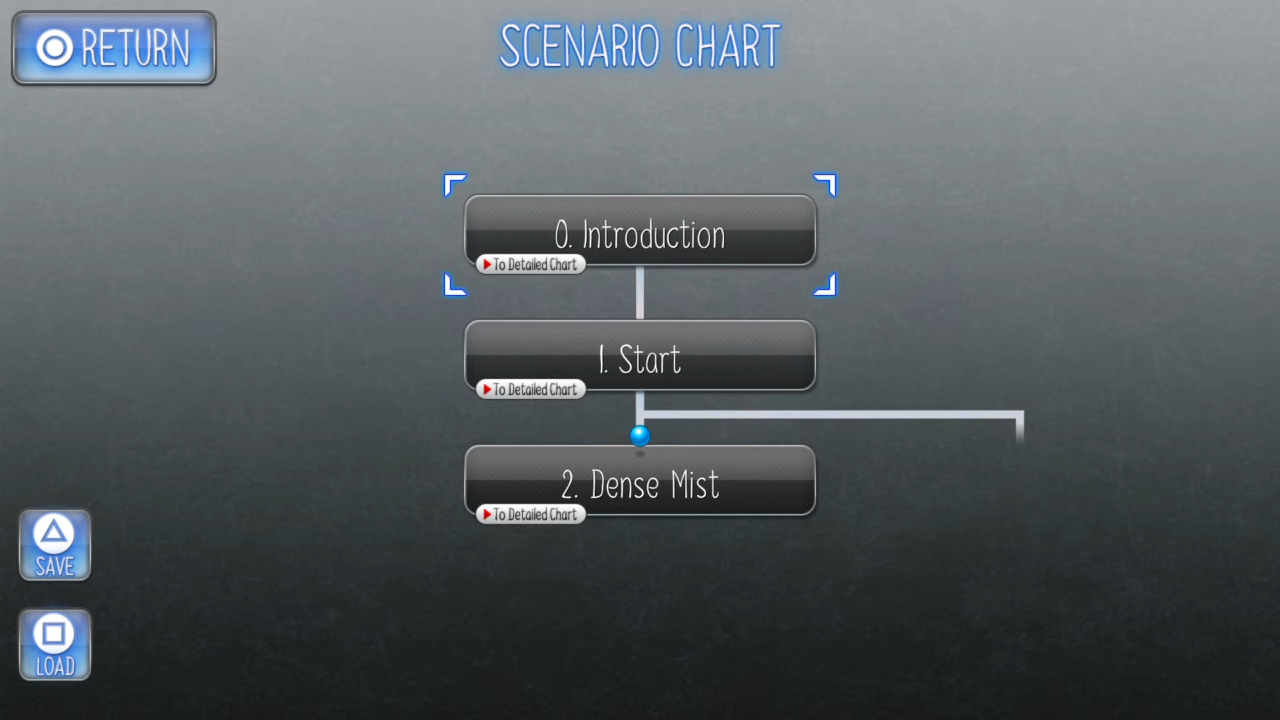 RETURN
SCENARIO CHART
0. Introduction
To Detailed Chart
1. Start
To Detailed Chart
2. Dense Mist
To Detailed Chart
SAVE
LOAD